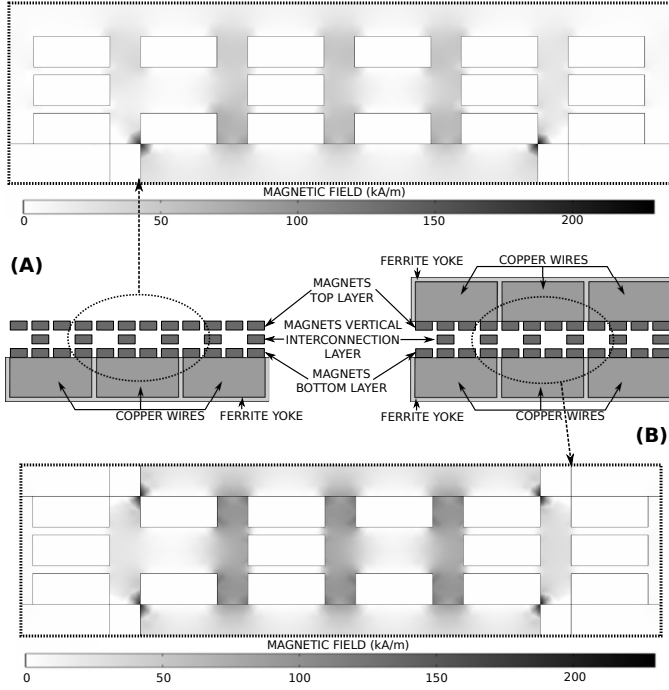 MAGNETIC FIELD (kA/m)
0 50 100 150 200
(A)
FERRITE YOKE
COPPER WIRES
MAGNETS
TOP LAYER
MAGNETS VERTICAL
INTERCONNECTION
LAYER
MAGNETS
BOTTOM LAYER
COPPER WIRES
FERRITE YOKE
COPPER WIRES
FERRITE YOKE
(B)
MAGNETIC FIELD (kA/m)
0 50 100 150 200